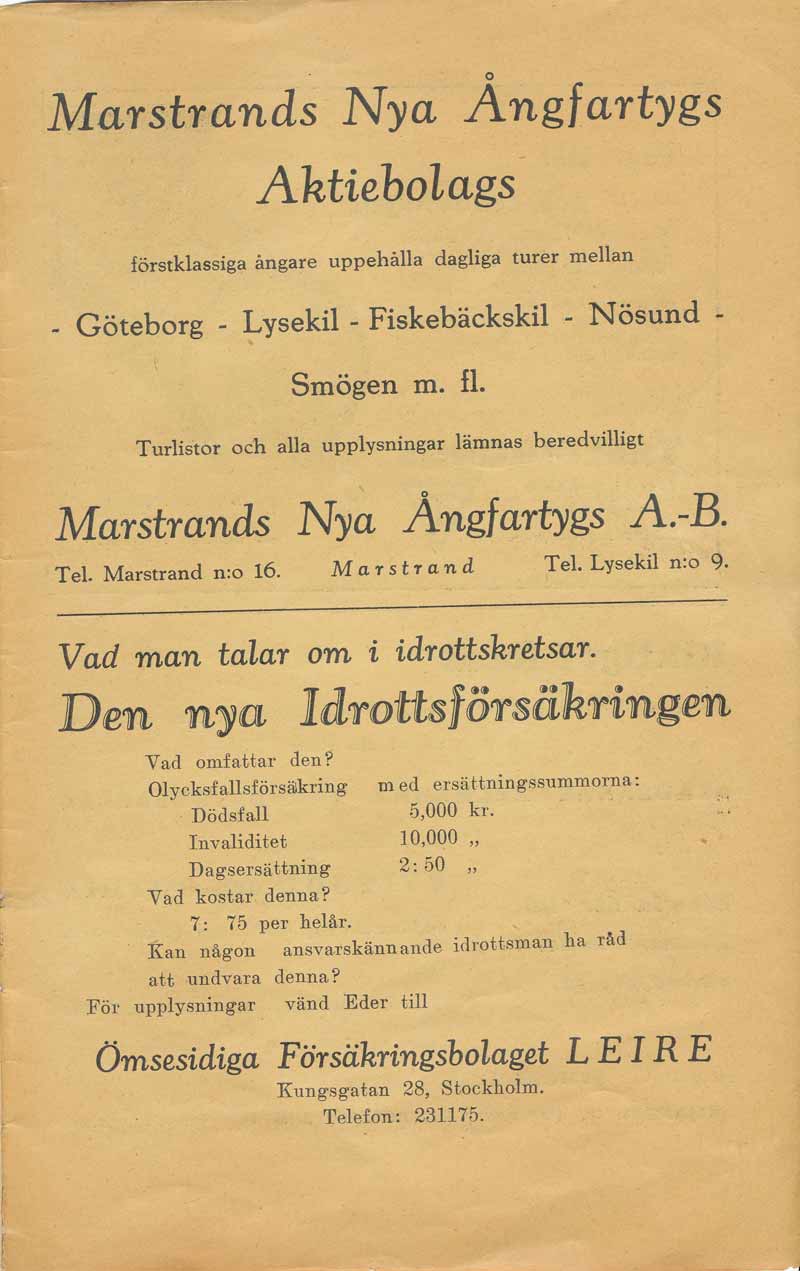 Marstrands Nya Ångfartygs
Aktiebolags
förstklassiga ångare uppehålla dagliga turer mellan
- Göteborg - Lysekil - Fiskebäckskil - Nösund -
Smögen m. fl.
Turlistor och alla upplysningar lämnas beredvilligt
Marstrands Nya Ångfartygs A.-B.
Tel. Marstrand n:o 16. Marstrand Tel. Lysekil n:o 9.
Vad man talar om i idrottskretsar.
Den nya Idrottsförsäkringen
Vad omfattar den?
Olycksfallsförsäkring med ersättningssummorna:
Dödsfall 5,000 kr.
Invaliditet 10,000 „
Dagsersättning 2: 50 „
Vad kostar denna?
7: 75 per helår.
Kan någon ansvarskännande idrottsman ha råd
att undvara denna?
För upplysningar vänd Eder till
Ömsesidiga Försäkringsbolaget LEIRE
Kungsgatan 28, Stockholm.
Telefon: 231175.